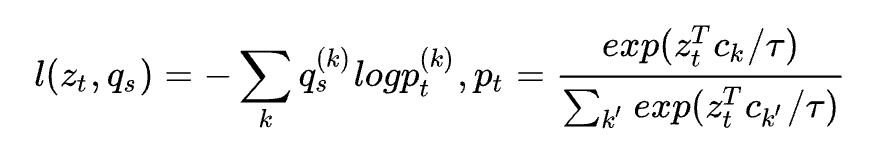 l(z_t, q_s) = -\sum_k q_s^{(k)} log p_t^{(k)}, p_t = \frac{exp(z_t^T c_k / \tau)}{\sum_{k'} exp(z_t^T c_{k'} / \tau)}